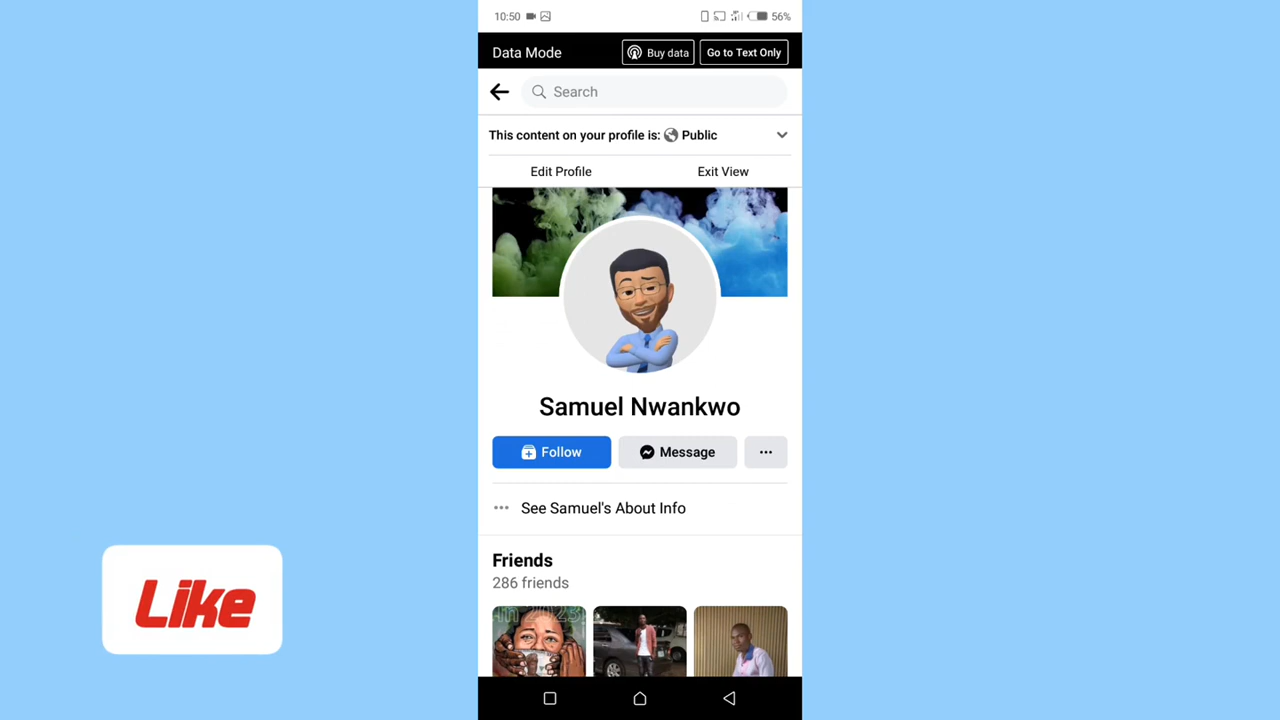 10:50 56%
Data Mode Buy data Go to Text Only
Search
This content on your profile is: Public
Edit Profile Exit View
Samuel Nwankwo
Follow Message
See Samuel's About Info
Friends
286 friends
Like